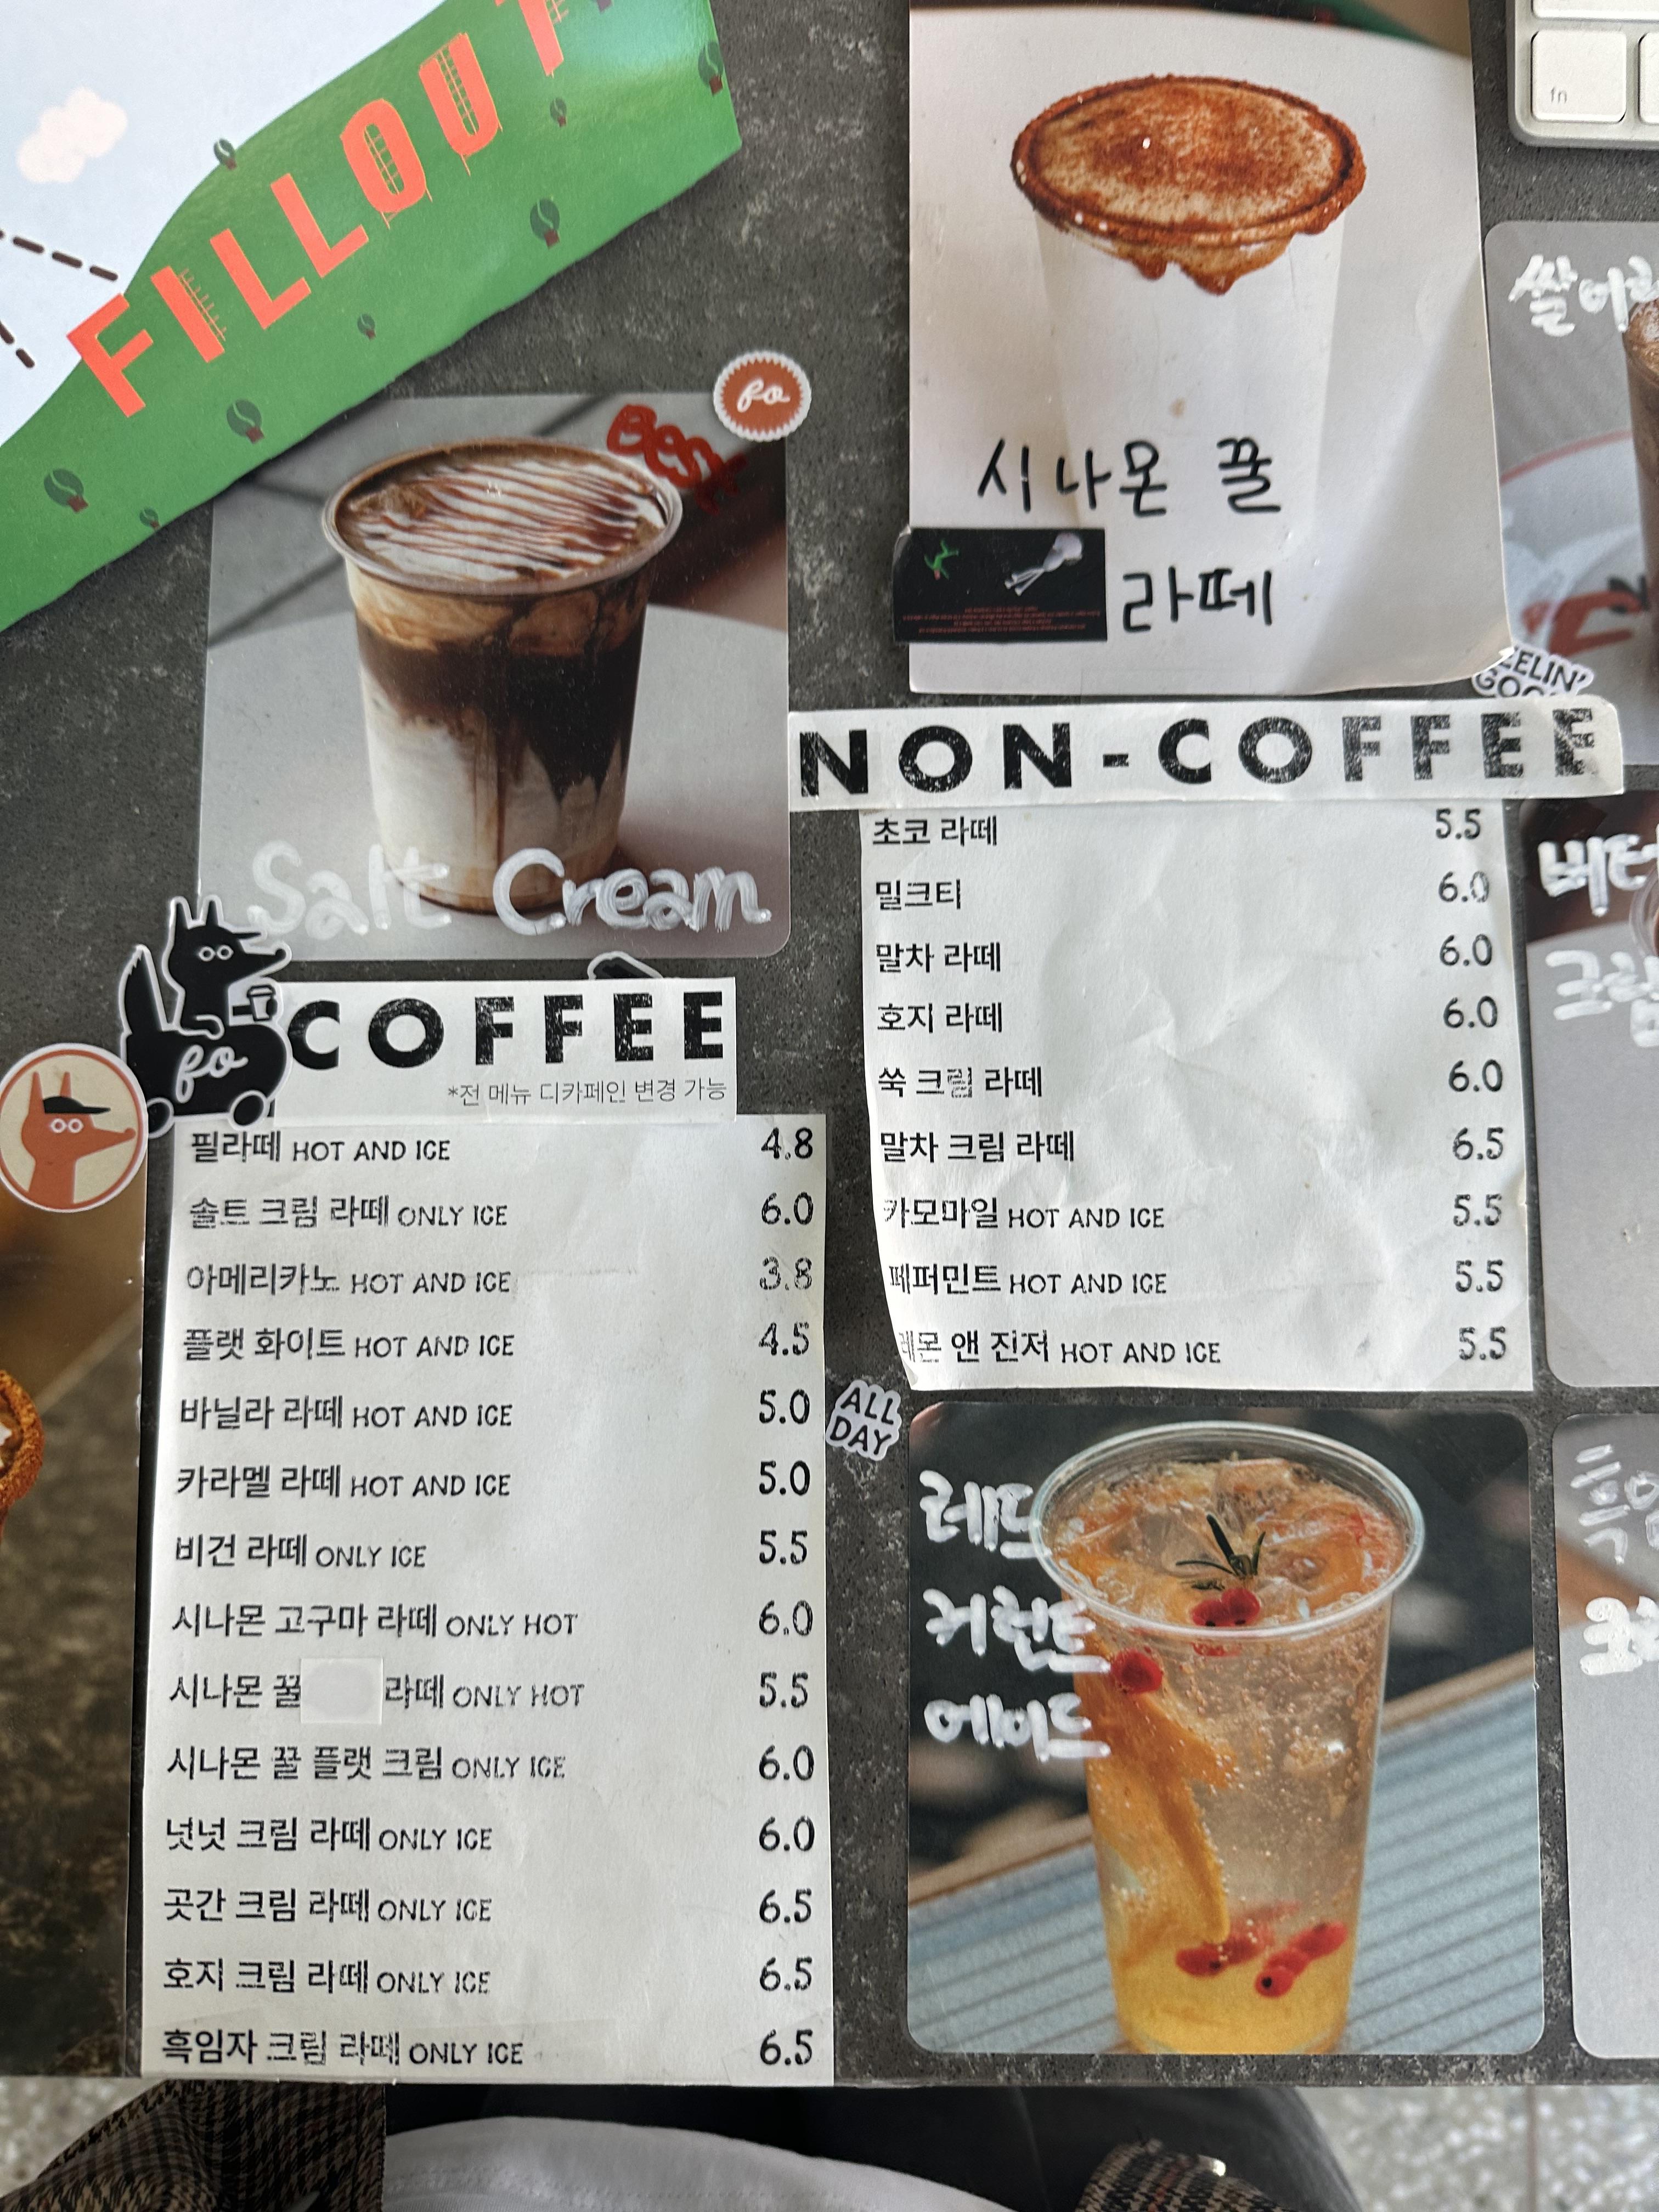 FILLOUT
fn
Best
fo
Salt Cream
시나몬 꿀
라떼
쌀
FEELIN'
GOOD
NON-COFFEE
초코 라떼 5.5
밀크티 6.0
말차 라떼 6.0
호지 라떼 6.0
쑥 크림 라떼 6.0
말차 크림 라떼 6.5
카모마일 HOT AND ICE 5.5
페퍼민트 HOT AND ICE 5.5
레몬 앤 진저 HOT AND ICE 5.5
fo
COFFEE
*전 메뉴 디카페인 변경 가능
필라떼 HOT AND ICE 4.8
솔트 크림 라떼 ONLY ICE 6.0
아메리카노 HOT AND ICE 3.8
플랫 화이트 HOT AND ICE 4.5
바닐라 라떼 HOT AND ICE 5.0
카라멜 라떼 HOT AND ICE 5.0
비건 라떼 ONLY ICE 5.5
시나몬 고구마 라떼 ONLY HOT 6.0
시나몬 꿀 라떼 ONLY HOT 5.5
시나몬 꿀 플랫 크림 ONLY ICE 6.0
넛넛 크림 라떼 ONLY ICE 6.0
곳간 크림 라떼 ONLY ICE 6.5
호지 크림 라떼 ONLY ICE 6.5
흑임자 크림 라떼 ONLY ICE 6.5
ALL
DAY
레드
커런트
에이드
버터
크림